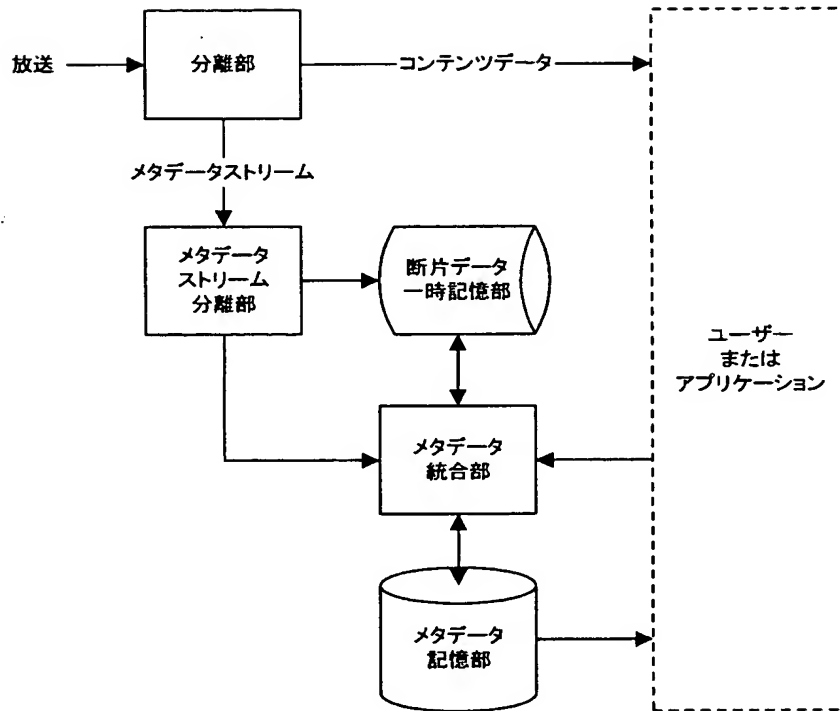 放送
分離部
コンテンツデータ
メタデータストリーム
メタデータ
ストリーム
分離部
断片データ
一時記憶部
ユーザー
または
アプリケーション
メタデータ
統合部
メタデータ
記憶部